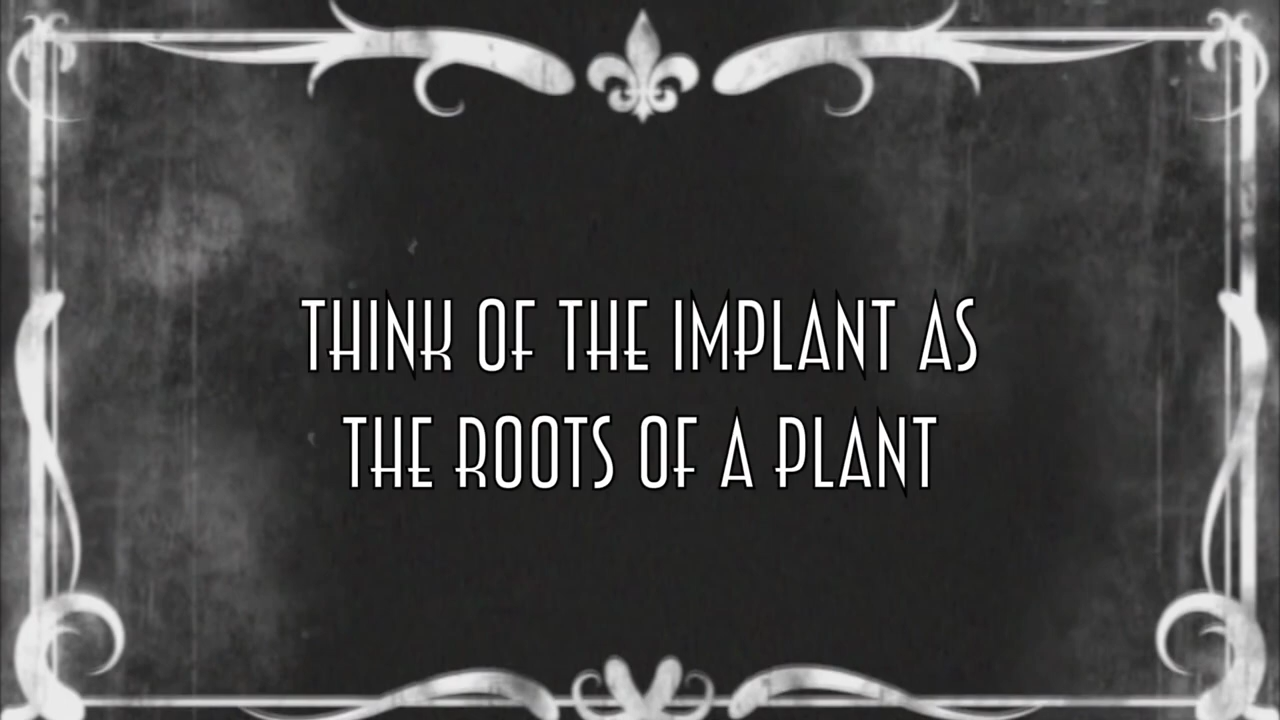 THINK OF THE IMPLANT AS
THE ROOTS OF A PLANT